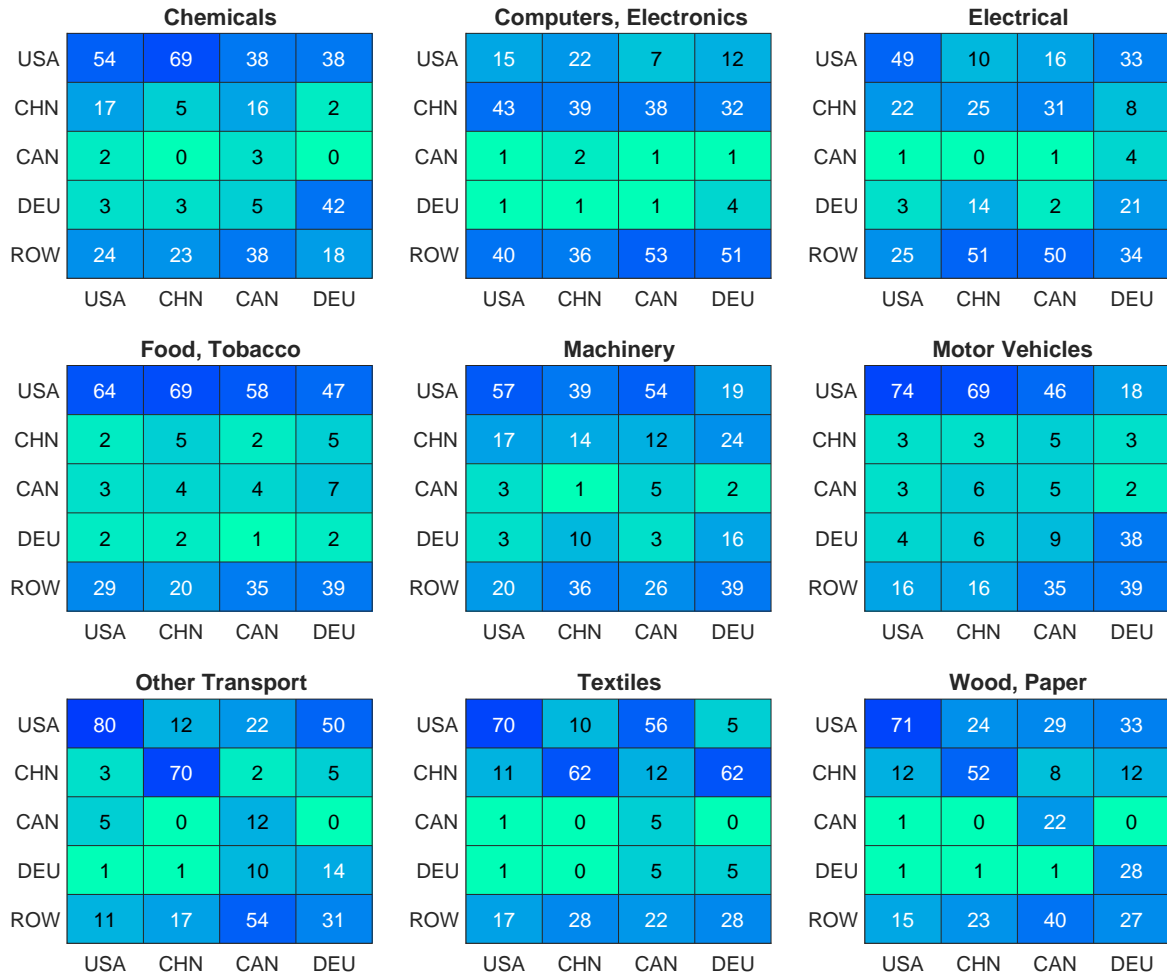 Chemicals Computers, Electronics Electrical
USA 54 69 38 38 USA 15 22 7 12 USA 49 10 16 33
CHN 17 5 16 2 CHN 43 39 38 32 CHN 22 25 31 8
CAN 2 0 3 0 CAN 1 2 1 1 CAN 1 0 1 4
DEU 3 3 5 42 DEU 1 1 1 4 DEU 3 14 2 21
ROW 24 23 38 18 ROW 40 36 53 51 ROW 25 51 50 34
USA CHN CAN DEU USA CHN CAN DEU USA CHN CAN DEU
Food, Tobacco Machinery Motor Vehicles
USA 64 69 58 47 USA 57 39 54 19 USA 74 69 46 18
CHN 2 5 2 5 CHN 17 14 12 24 CHN 3 3 5 3
CAN 3 4 4 7 CAN 3 1 5 2 CAN 3 6 5 2
DEU 2 2 1 2 DEU 3 10 3 16 DEU 4 6 9 38
ROW 29 20 35 39 ROW 20 36 26 39 ROW 16 16 35 39
USA CHN CAN DEU USA CHN CAN DEU USA CHN CAN DEU
Other Transport Textiles Wood, Paper
USA 80 12 22 50 USA 70 10 56 5 USA 71 24 29 33
CHN 3 70 2 5 CHN 11 62 12 62 CHN 12 52 8 12
CAN 5 0 12 0 CAN 1 0 5 0 CAN 1 0 22 0
DEU 1 1 10 14 DEU 1 0 5 5 DEU 1 1 1 28
ROW 11 17 54 31 ROW 17 28 22 28 ROW 15 23 40 27
USA CHN CAN DEU USA CHN CAN DEU USA CHN CAN DEU